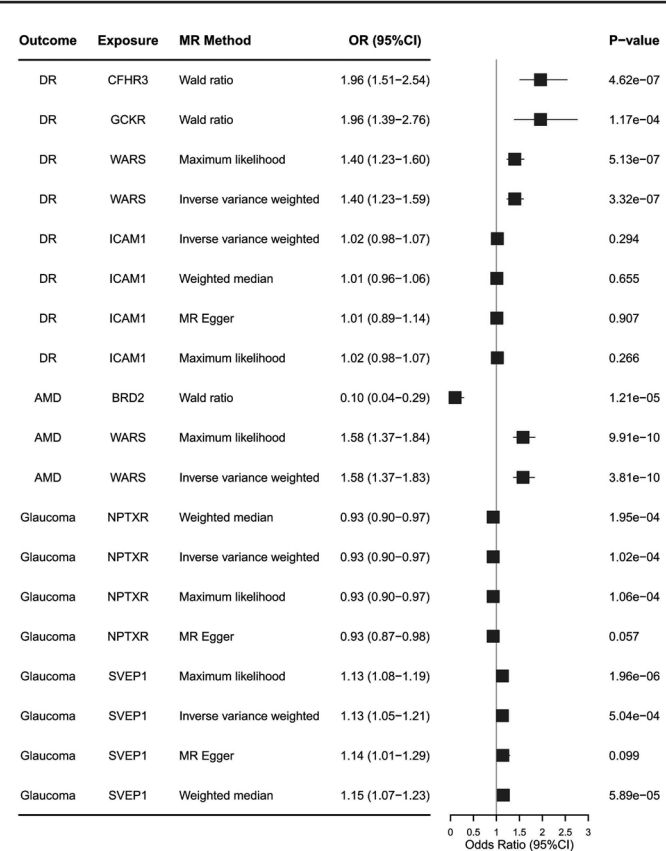 Outcome Exposure MR Method OR (95%CI) P−value
DR CFHR3 Wald ratio 1.96 (1.51−2.54) 4.62e−07
DR GCKR Wald ratio 1.96 (1.39−2.76) 1.17e−04
DR WARS Maximum likelihood 1.40 (1.23−1.60) 5.13e−07
DR WARS Inverse variance weighted 1.40 (1.23−1.59) 3.32e−07
DR ICAM1 Inverse variance weighted 1.02 (0.98−1.07) 0.294
DR ICAM1 Weighted median 1.01 (0.96−1.06) 0.655
DR ICAM1 MR Egger 1.01 (0.89−1.14) 0.907
DR ICAM1 Maximum likelihood 1.02 (0.98−1.07) 0.266
AMD BRD2 Wald ratio 0.10 (0.04−0.29) 1.21e−05
AMD WARS Maximum likelihood 1.58 (1.37−1.84) 9.91e−10
AMD WARS Inverse variance weighted 1.58 (1.37−1.83) 3.81e−10
Glaucoma NPTXR Weighted median 0.93 (0.90−0.97) 1.95e−04
Glaucoma NPTXR Inverse variance weighted 0.93 (0.90−0.97) 1.02e−04
Glaucoma NPTXR Maximum likelihood 0.93 (0.90−0.97) 1.06e−04
Glaucoma NPTXR MR Egger 0.93 (0.87−0.98) 0.057
Glaucoma SVEP1 Maximum likelihood 1.13 (1.08−1.19) 1.96e−06
Glaucoma SVEP1 Inverse variance weighted 1.13 (1.05−1.21) 5.04e−04
Glaucoma SVEP1 MR Egger 1.14 (1.01−1.29) 0.099
Glaucoma SVEP1 Weighted median 1.15 (1.07−1.23) 5.89e−05
0 0.5 1 1.5 2 2.5 3
Odds Ratio (95%CI)